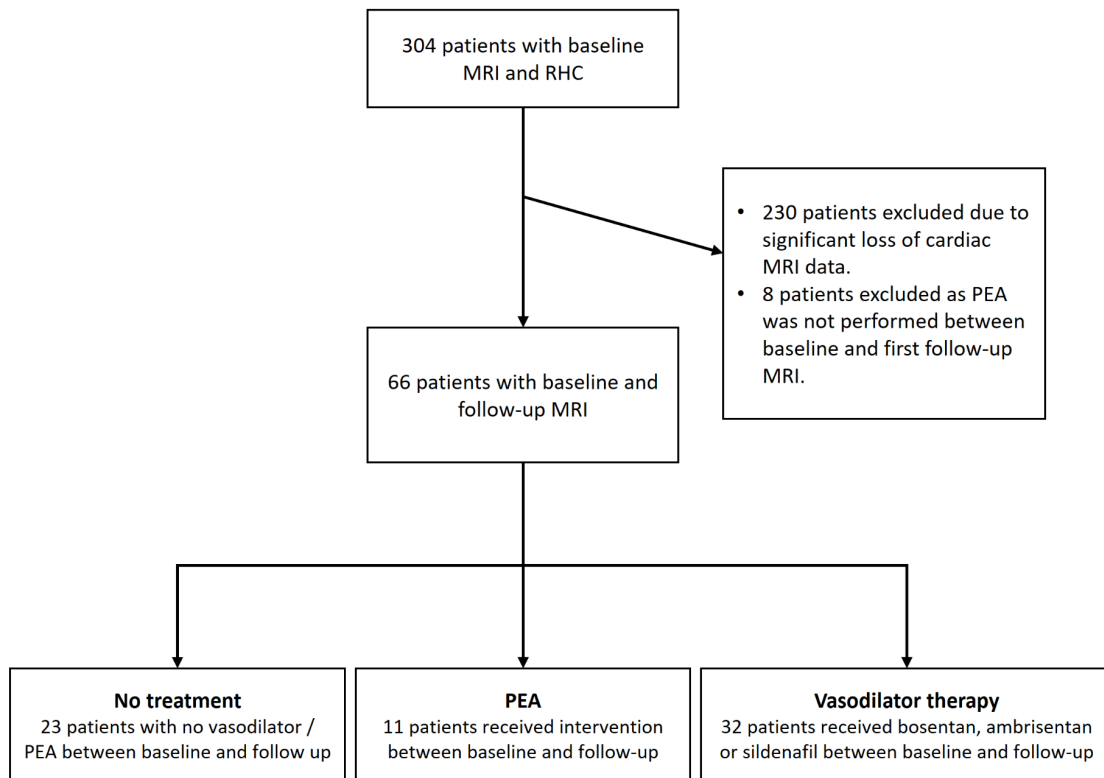 304 patients with baseline
MRI and RHC
• 230 patients excluded due to
significant loss of cardiac
MRI data.
• 8 patients excluded as PEA
was not performed between
baseline and first follow-up
MRI.
66 patients with baseline and
follow-up MRI
No treatment
23 patients with no vasodilator /
PEA between baseline and follow up
PEA
11 patients received intervention
between baseline and follow-up
Vasodilator therapy
32 patients received bosentan, ambrisentan
or sildenafil between baseline and follow-up